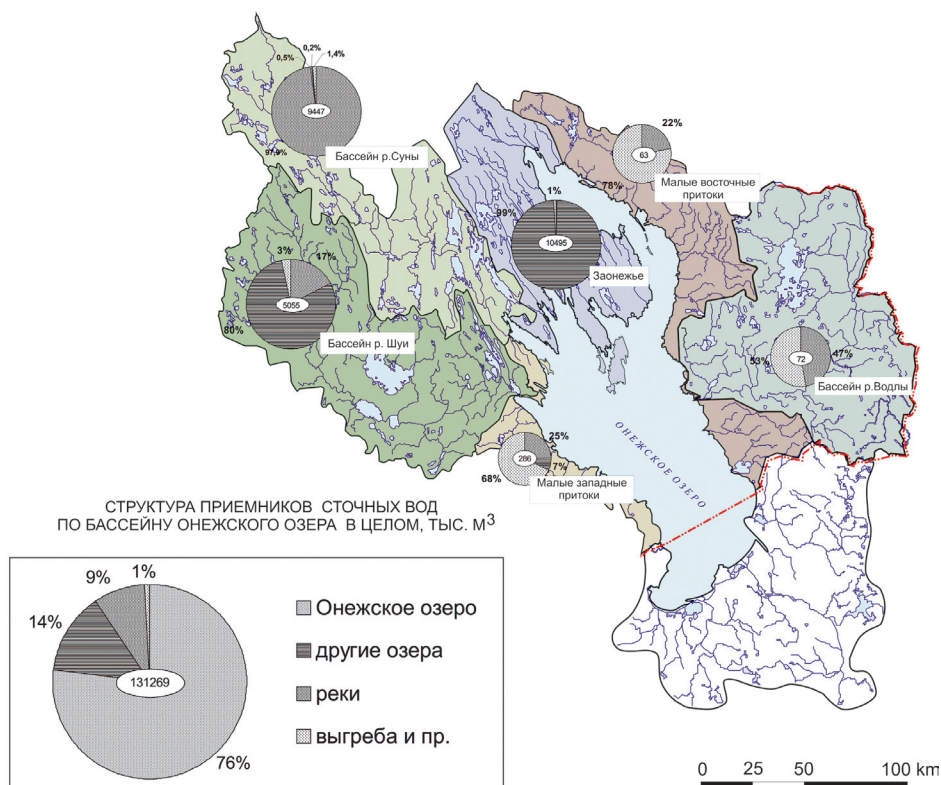 0,2%
0,5%
1,4%
9447
97,9%
Бассейн р.Суны
22%
63
78%
Малые восточные
притоки
1%
99%
10495
Заонежье
3%
17%
5055
80%
Бассейн р. Шуи
53%
72
47%
Бассейн р.Водлы
ОНЕЖСКОЕ ОЗЕРО
25%
286
7%
68%
Малые западные
притоки
СТРУКТУРА ПРИЕМНИКОВ СТОЧНЫХ ВОД
ПО БАССЕЙНУ ОНЕЖСКОГО ОЗЕРА В ЦЕЛОМ, ТЫС. М3
1%
9%
14%
131269
76%
Онежское озеро
другие озера
реки
выгреба и пр.
0 25 50 100 km